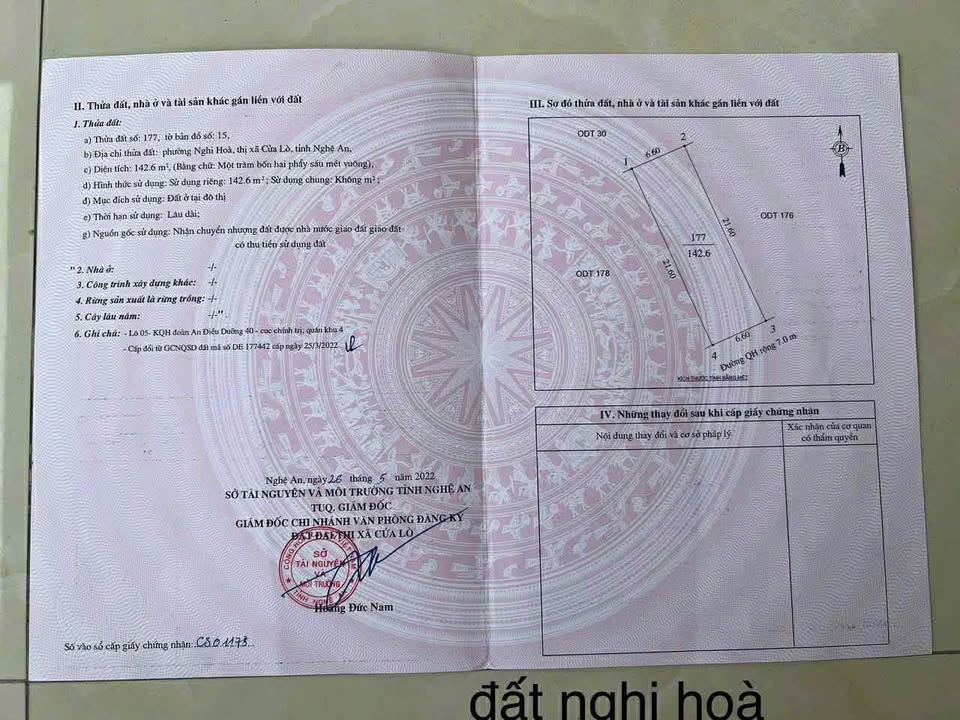 II. Thửa đất, nhà ở và tài sản khác gắn liền với đất
1. Thửa đất:
a) Thửa đất số: 177, tờ bản đồ số: 15,
b) Địa chỉ thửa đất: phường Nghi Hoà, thị xã Cửa Lò, tỉnh Nghệ An,
c) Diện tích: 142.6 m², (Bằng chữ: Một trăm bốn hai phẩy sáu mét vuông),
d) Hình thức sử dụng: Sử dụng riêng: 142.6 m²; Sử dụng chung: Không m²;
đ) Mục đích sử dụng: Đất ở tại đô thị
e) Thời hạn sử dụng: Lâu dài;
g) Nguồn gốc sử dụng: Nhận chuyển nhượng đất được nhà nước giao đất giao đất
có thu tiền sử dụng đất
"2. Nhà ở: -/-
3. Công trình xây dựng khác: -/-
4. Rừng sản xuất là rừng trồng: -/-
5. Cây lâu năm: -/-".
6. Ghi chú: - Lô 05- KQH đoàn An Điều Dưỡng 40 - cục chính trị, quân khu 4
- Cấp đổi từ GCNQSD đất mã số DE 177442 cấp ngày 25/3/2022
Nghệ An, ngày 26 tháng 5 năm 2022
SỞ TÀI NGUYÊN VÀ MÔI TRƯỜNG TỈNH NGHỆ AN
TUQ. GIÁM ĐỐC
GIÁM ĐỐC CHI NHÁNH VĂN PHÒNG ĐĂNG KÝ
ĐẤT ĐAI THỊ XÃ CỬA LÒ
SỞ
TÀI NGUYÊN
VÀ
MÔI TRƯỜNG
TỈNH NGHỆ AN
Hoàng Đức Nam
Số vào sổ cấp giấy chứng nhận: CS01173
III. Sơ đồ thửa đất, nhà ở và tài sản khác gắn liền với đất
ODT 30
2
B
1
6.60
ODT 176
21.60
177
142.6
21.60
ODT 178
3
6.60
4
Đường QH rộng 7.0 m
KÍCH THƯỚC TÍNH BẰNG MÉT
IV. Những thay đổi sau khi cấp giấy chứng nhận
Nội dung thay đổi và cơ sở pháp lý
Xác nhận của cơ quan
có thẩm quyền
đất nghi hoà